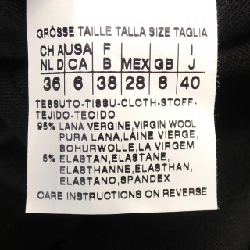 GRÖSSE TAILLE TALLA SIZE TAGLIA
CH A USA F I
NL D CA B MEX GB J
36 6 38 28 8 40
TESSUTO-TISSU-CLOTH-STOFF-
TEJIDO-TECIDO
95% LANA VERGINE, VIRGIN WOOL
PURA LANA, LAINE VIERGE,
SCHURWOLLE, LA VIRGEM
5% ELASTAN, ELASTANE,
ELASTHANNE, ELASTHAN,
ELASTANO, SPANDEX
CARE INSTRUCTIONS ON REVERSE